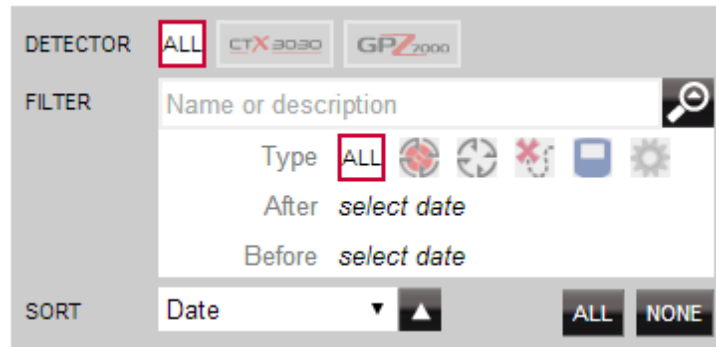 DETECTOR ALL CTX 3030 GPZ 7000
FILTER Name or description
Type ALL
After select date
Before select date
SORT Date ALL NONE